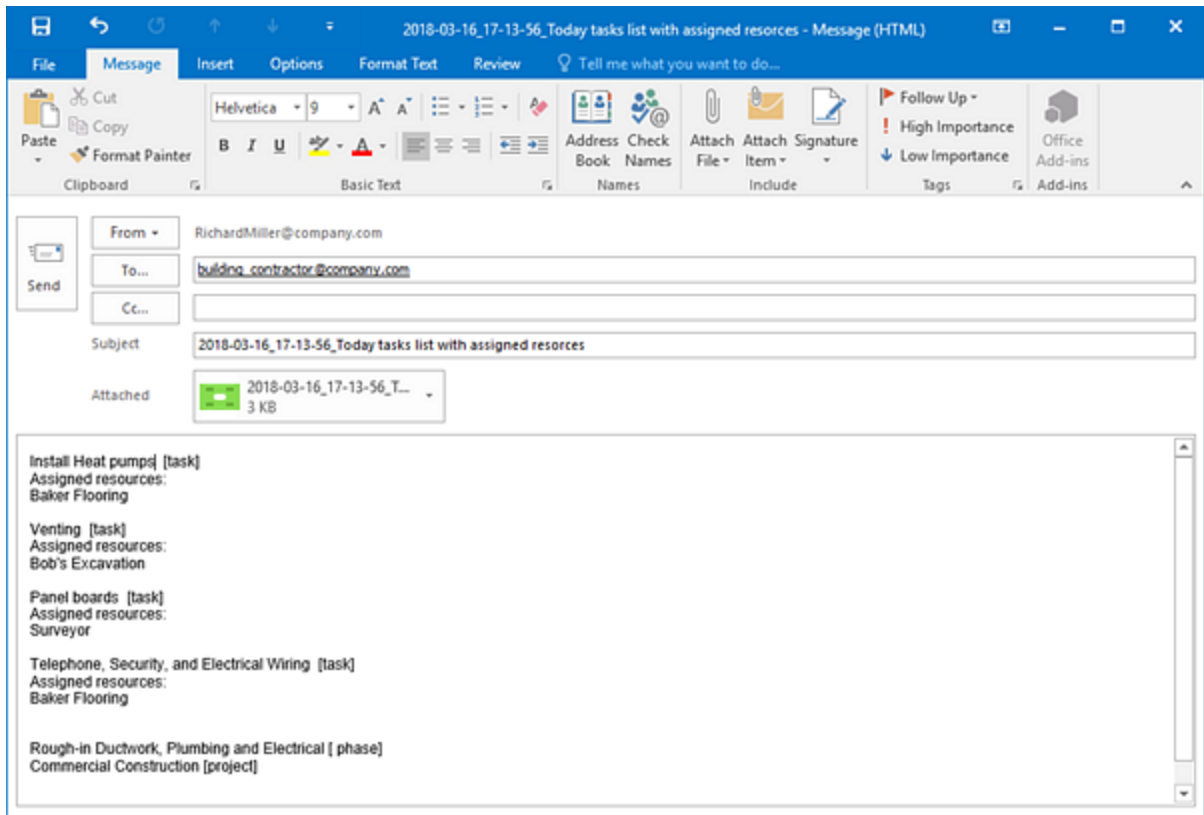 2018-03-16_17-13-56_Today tasks list with assigned resorces - Message (HTML)
File Message Insert Options Format Text Review Tell me what you want to do...
Paste
Cut
Copy
Format Painter
Clipboard
Helvetica 9
B I U
Basic Text
Address Book
Check Names
Names
Attach File
Attach Item
Signature
Include
Follow Up
High Importance
Low Importance
Tags
Office Add-ins
Add-ins
Send
From RichardMiller@company.com
To... building_contractor@company.com
Cc...
Subject 2018-03-16_17-13-56_Today tasks list with assigned resorces
Attached 2018-03-16_17-13-56_T...
3 KB
Install Heat pumps [task]
Assigned resources:
Baker Flooring
Venting [task]
Assigned resources:
Bob's Excavation
Panel boards [task]
Assigned resources:
Surveyor
Telephone, Security, and Electrical Wiring [task]
Assigned resources:
Baker Flooring
Rough-in Ductwork, Plumbing and Electrical [ phase]
Commercial Construction [project]